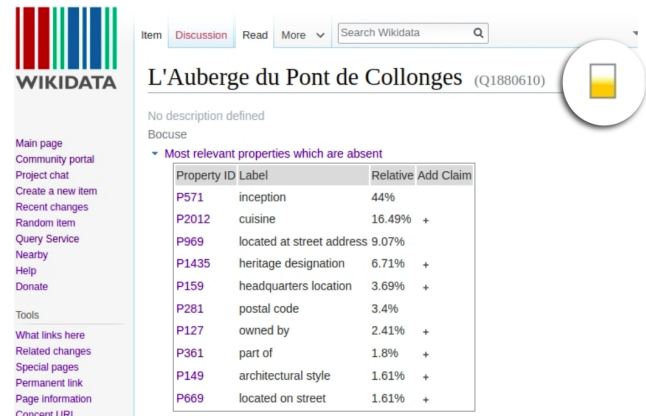 WIKIDATA
Item Discussion Read More Search Wikidata
L'Auberge du Pont de Collonges (Q1880610)
No description defined
Bocuse
Most relevant properties which are absent
Property ID Label Relative Add Claim
P571 inception 44%
P2012 cuisine 16.49% +
P969 located at street address 9.07%
P1435 heritage designation 6.71% +
P159 headquarters location 3.69% +
P281 postal code 3.4%
P127 owned by 2.41% +
P361 part of 1.8% +
P149 architectural style 1.61% +
P669 located on street 1.61% +
Main page
Community portal
Project chat
Create a new item
Recent changes
Random item
Query Service
Nearby
Help
Donate
Tools
What links here
Related changes
Special pages
Permanent link
Page information
Concept URI